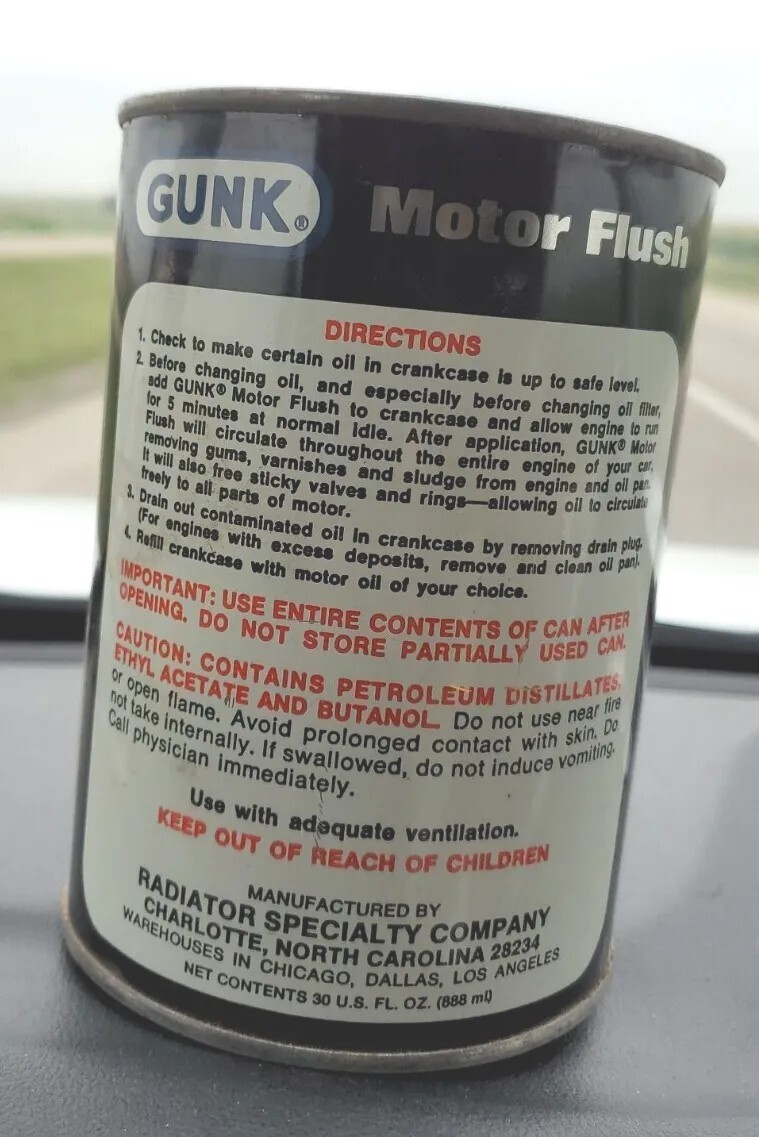 GUNK®
Motor Flush
DIRECTIONS
1. Check to make certain oil in crankcase is up to safe level.
2. Before changing oil, and especially before changing oil filter,
add GUNK® Motor Flush to crankcase and allow engine to run
for 5 minutes at normal idle. After application, GUNK® Motor
Flush will circulate throughout the entire engine of your car,
removing gums, varnishes and sludge from engine and oil pan.
It will also free sticky valves and rings—allowing oil to circulate
freely to all parts of motor.
3. Drain out contaminated oil in crankcase by removing drain plug.
(For engines with excess deposits, remove and clean oil pan).
4. Refill crankcase with motor oil of your choice.
IMPORTANT: USE ENTIRE CONTENTS OF CAN AFTER
OPENING. DO NOT STORE PARTIALLY USED CAN.
CAUTION: CONTAINS PETROLEUM DISTILLATES,
ETHYL ACETATE AND BUTANOL. Do not use near fire
or open flame. Avoid prolonged contact with skin. Do
not take internally. If swallowed, do not induce vomiting.
Call physician immediately.
Use with adequate ventilation.
KEEP OUT OF REACH OF CHILDREN
MANUFACTURED BY
RADIATOR SPECIALTY COMPANY
CHARLOTTE, NORTH CAROLINA 28234
WAREHOUSES IN CHICAGO, DALLAS, LOS ANGELES
NET CONTENTS 30 U.S. FL. OZ. (888 ml)